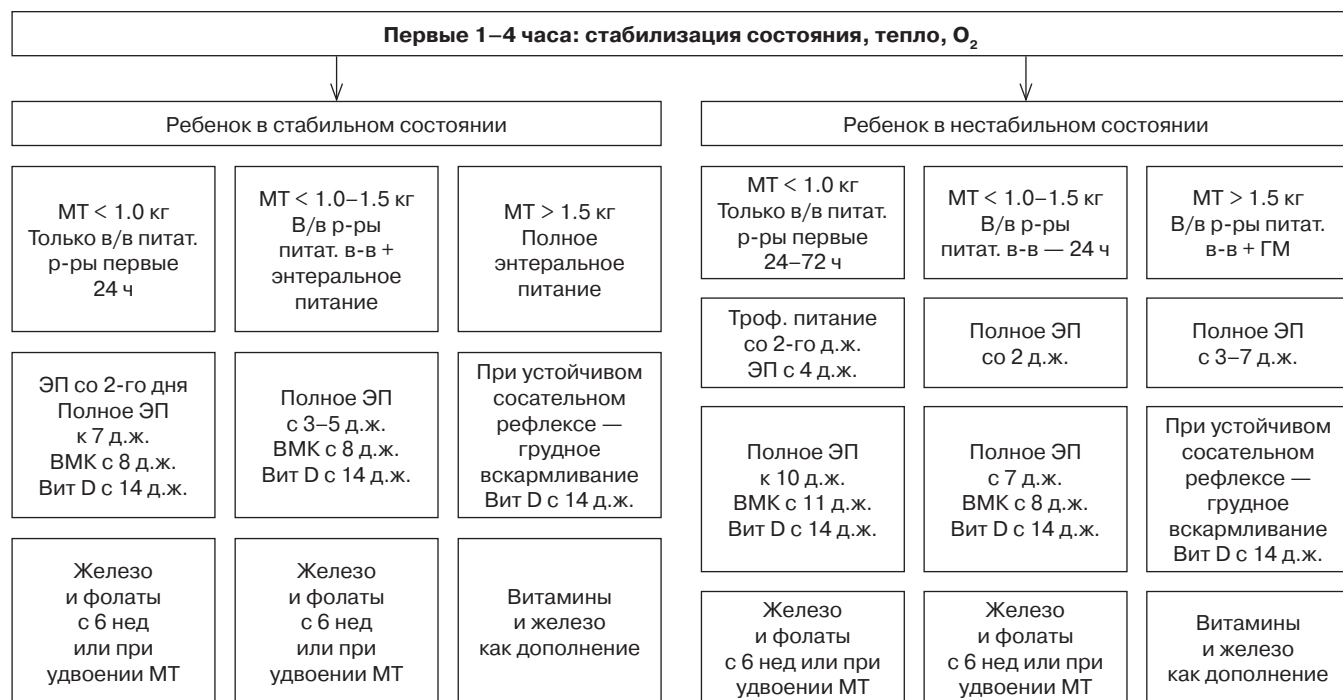 Первые 1–4 часа: стабилизация состояния, тепло, O₂
Ребенок в стабильном состоянии
МТ < 1.0 кг
Только в/в питат.
р-ры первые
24 ч
МТ < 1.0–1.5 кг
В/в р-ры
питат. в-в +
энтеральное
питание
МТ > 1.5 кг
Полное
энтеральное
питание
ЭП со 2-го дня
Полное ЭП
к 7 д.ж.
ВМК с 8 д.ж.
Вит D с 14 д.ж.
Полное ЭП
с 3–5 д.ж.
ВМК с 8 д.ж.
Вит D с 14 д.ж.
При устойчивом
сосательном
рефлексе —
грудное
вскармливание
Вит D с 14 д.ж.
Железо
и фолаты
с 6 нед
или при
удвоении МТ
Железо
и фолаты
с 6 нед
или при
удвоении МТ
Витамины
и железо
как дополнение
Ребенок в нестабильном состоянии
МТ < 1.0 кг
Только в/в питат.
р-ры первые
24–72 ч
МТ < 1.0–1.5 кг
В/в р-ры
питат. в-в — 24 ч
МТ > 1.5 кг
В/в р-ры питат.
в-в + ГМ
Троф. питание
со 2-го д.ж.
ЭП с 4 д.ж.
Полное ЭП
со 2 д.ж.
Полное ЭП
с 3–7 д.ж.
Полное ЭП
к 10 д.ж.
ВМК с 11 д.ж.
Вит D с 14 д.ж.
Полное ЭП
с 7 д.ж.
ВМК с 8 д.ж.
Вит D с 14 д.ж.
При устойчивом
сосательном
рефлексе —
грудное
вскармливание
Вит D с 14 д.ж.
Железо
и фолаты
с 6 нед или при
удвоении МТ
Железо
и фолаты
с 6 нед или при
удвоении МТ
Витамины
и железо
как дополнение